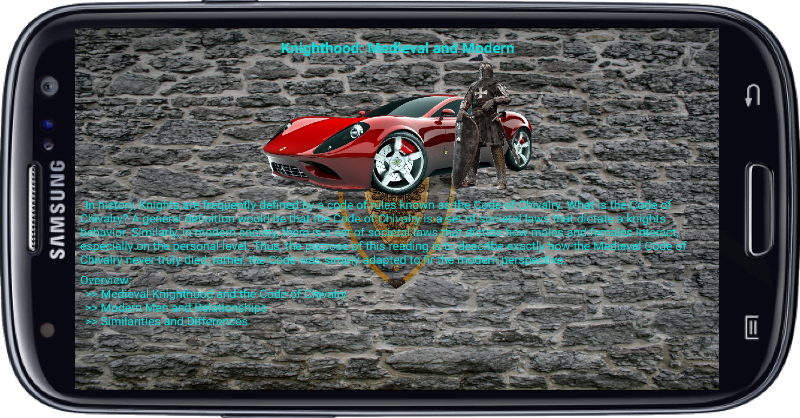 Knighthood: Medieval and Modern
In history, Knights are frequently defined by a code of rules known as the Code of Chivalry. What is the Code of
Chivalry? A general definition would be that the Code of Chivalry is a set of societal laws that dictate a knights
behavior. Similarly, in modern society, there is a set of societal laws that dictate how males and females interact,
especially on the personal level. Thus, the purpose of this reading is to describe exactly how the Medieval Code of
Chivalry never truly died; rather, the Code was simply adapted to fit the modern perspective.
Overview:
>> Medieval Knighthood and the Code of Chivalry
>> Modern Men and Relationships
>> Similarities and Differences
SAMSUNG